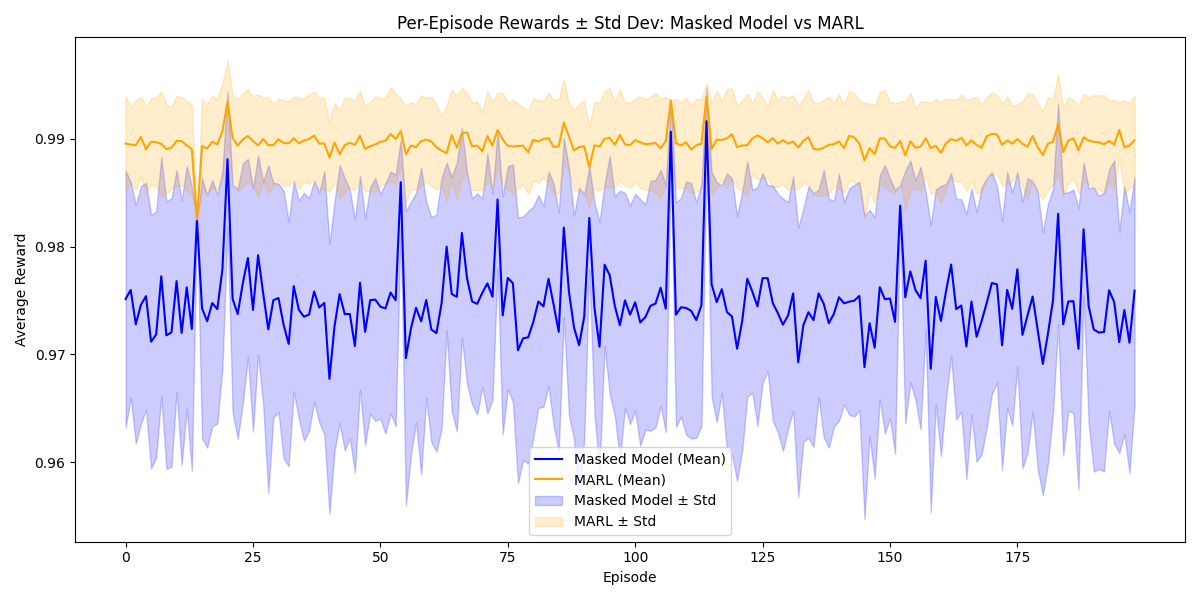 Per-Episode Rewards ± Std Dev: Masked Model vs MARL
Average Reward
0.99
0.98
0.97
0.96
Masked Model (Mean)
MARL (Mean)
Masked Model ± Std
MARL ± Std
0 25 50 75 100 125 150 175
Episode